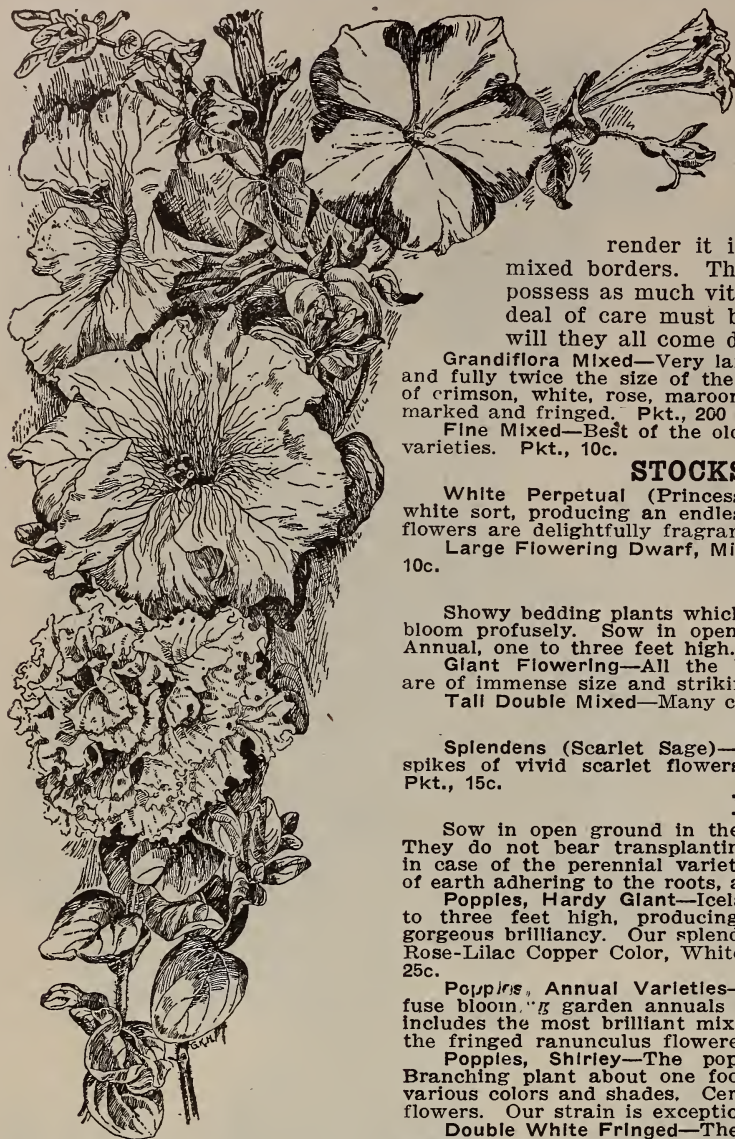 render it i
mixed borders. Th
possess as much vit
deal of care must b
will they all come d
Grandiflora Mixed—Very la
and fully twice the size of the
of crimson, white, rose, maroon
marked and fringed. Pkt., 200
Fine Mixed—Best of the old
varieties. Pkt., 10c.
STOCKS
White Perpetual (Princess
white sort, producing an endles
flowers are delightfully fragran
Large Flowering Dwarf, Mi
10c.
Showy bedding plants which
bloom profusely. Sow in open
Annual, one to three feet high.
Giant Flowering—All the
are of immense size and striki
Tall Double Mixed—Many c
Splendens (Scarlet Sage)—
spikes of vivid scarlet flowers
Pkt., 15c.
Sow in open ground in the
They do not bear transplantin
in case of the perennial variet
of earth adhering to the roots, a
Poppies, Hardy Giant—Icel
to three feet high, producing
gorgeous brilliancy. Our splend
Rose-Lilac Copper Color, White
25c.
Poppies, Annual Varieties—
fuse blooming garden annuals
includes the most brilliant mix
the fringed ranunculus flowere
Poppies, Shirley—The pop
Branching plant about one foo
various colors and shades. Cer
flowers. Our strain is exceptio
Double White Fringed—The